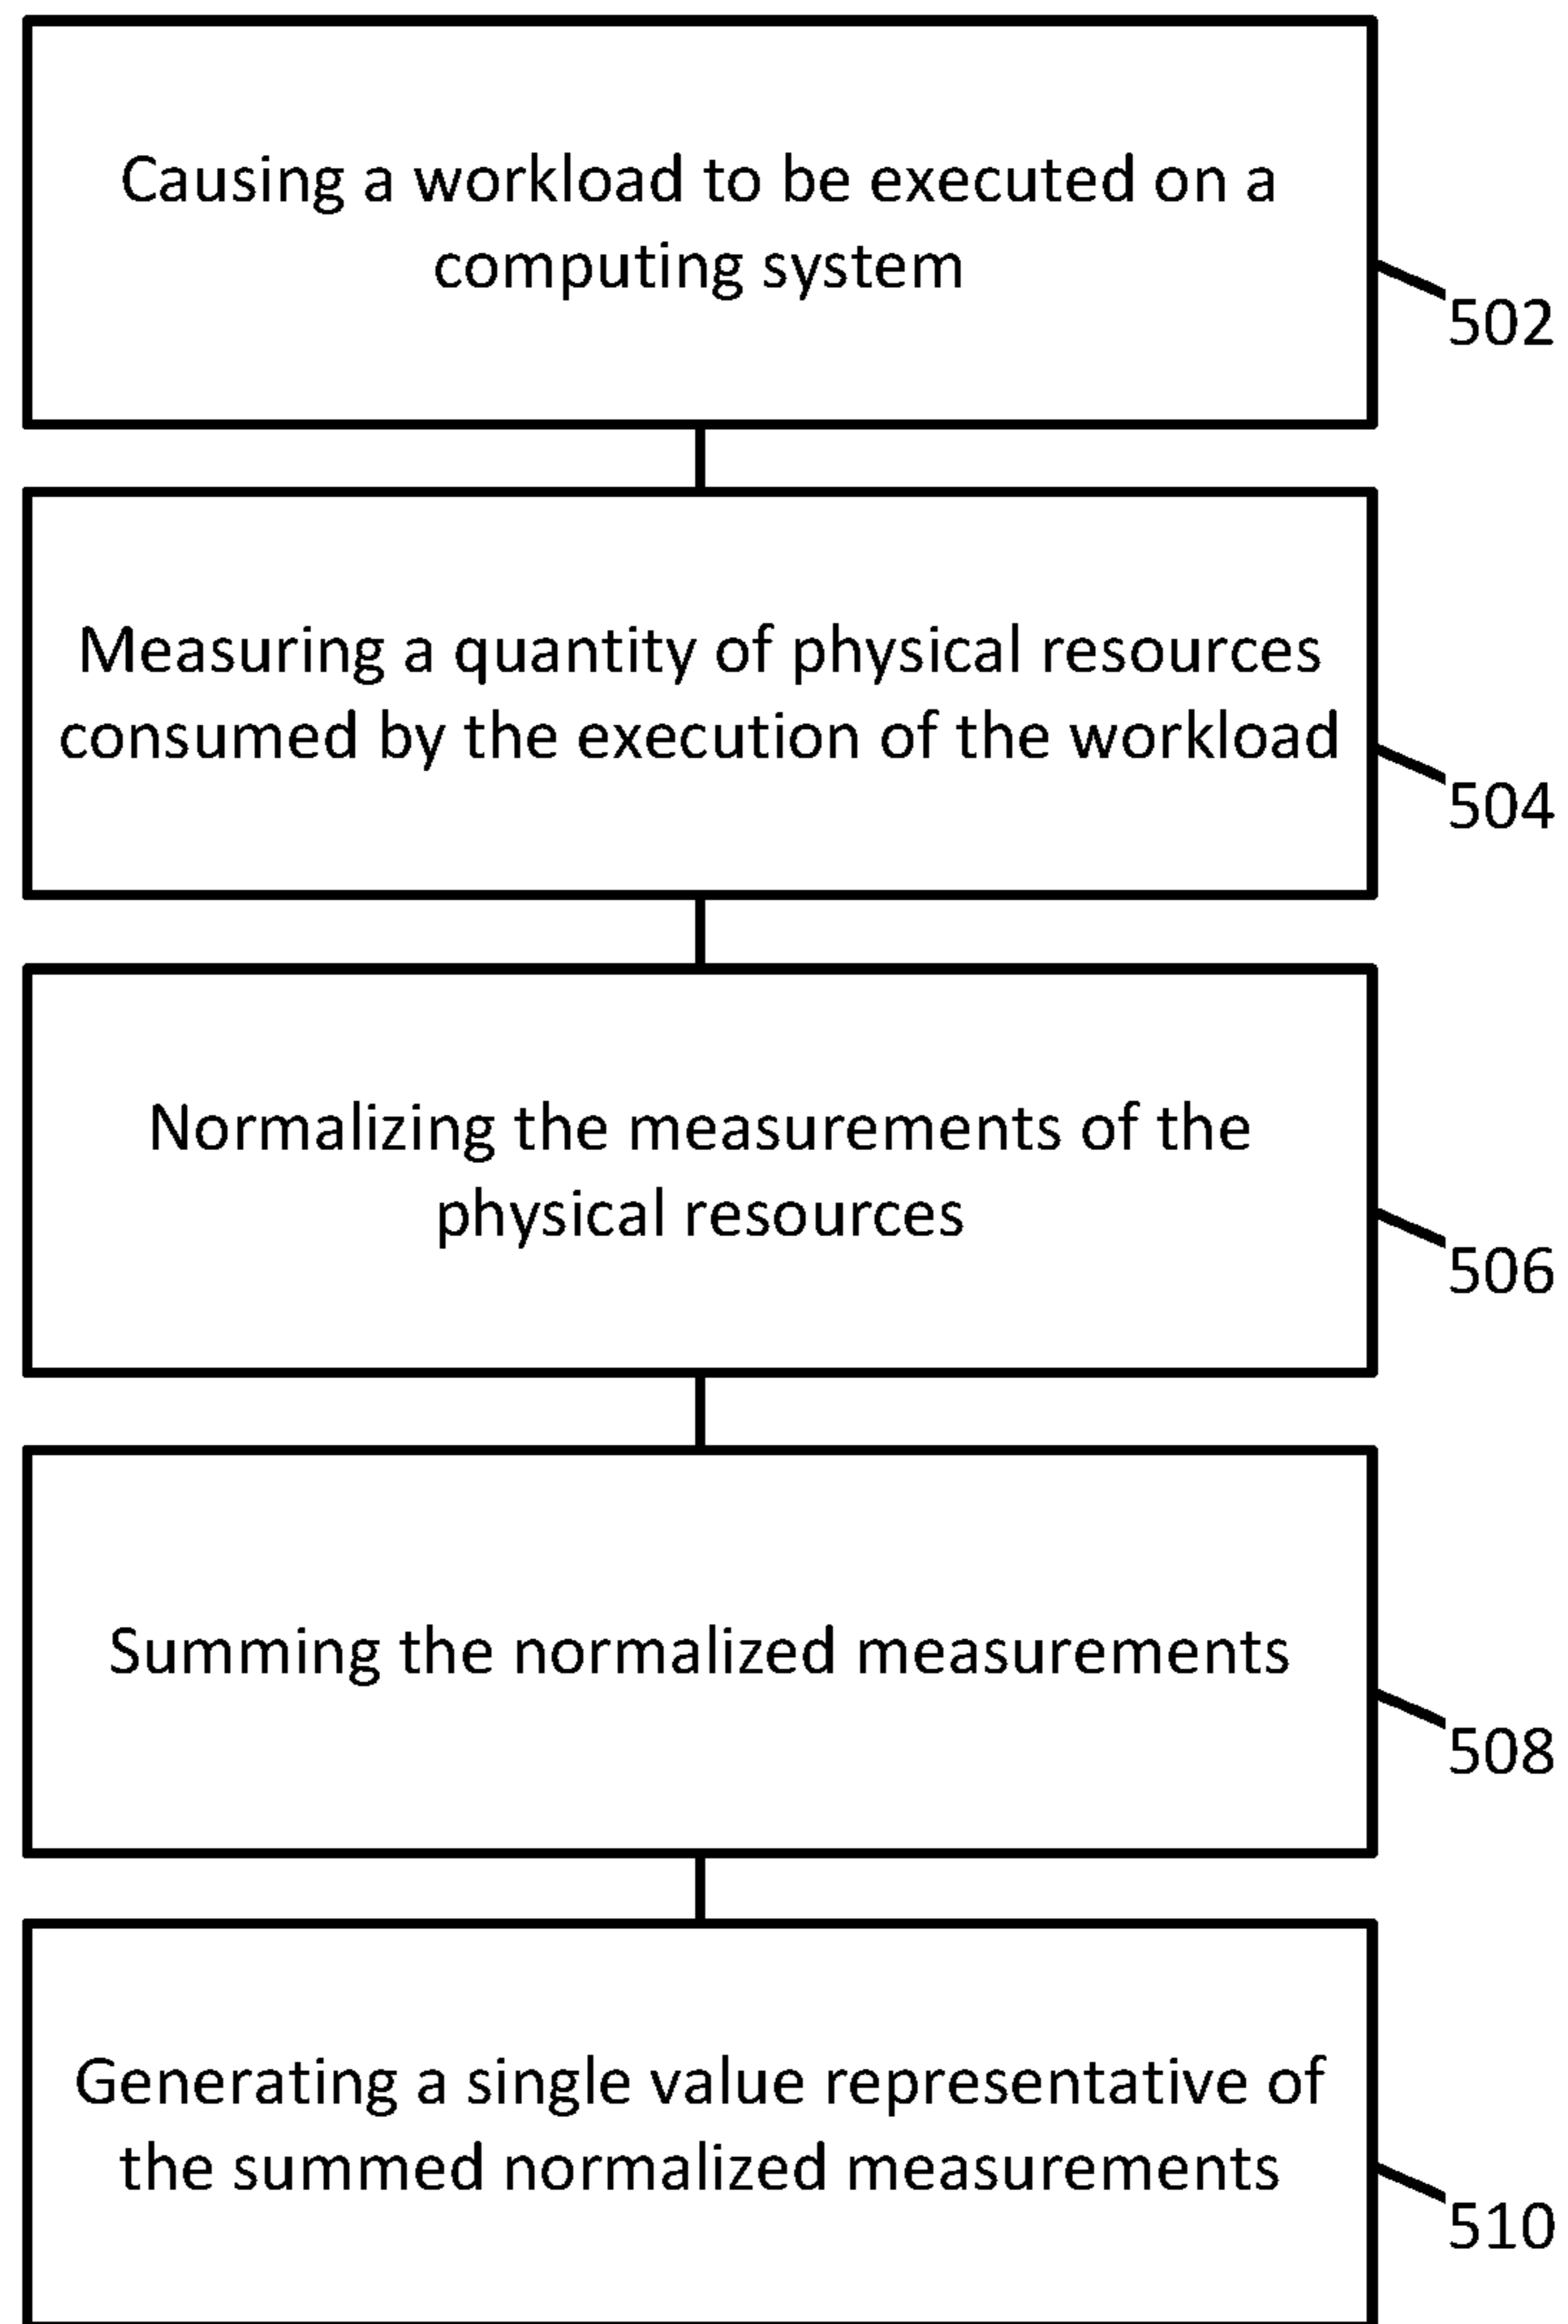 Causing a workload to be executed on a
computing system
502
Measuring a quantity of physical resources
consumed by the execution of the workload
504
Normalizing the measurements of the
physical resources
506
Summing the normalized measurements
508
Generating a single value representative of
the summed normalized measurements
510